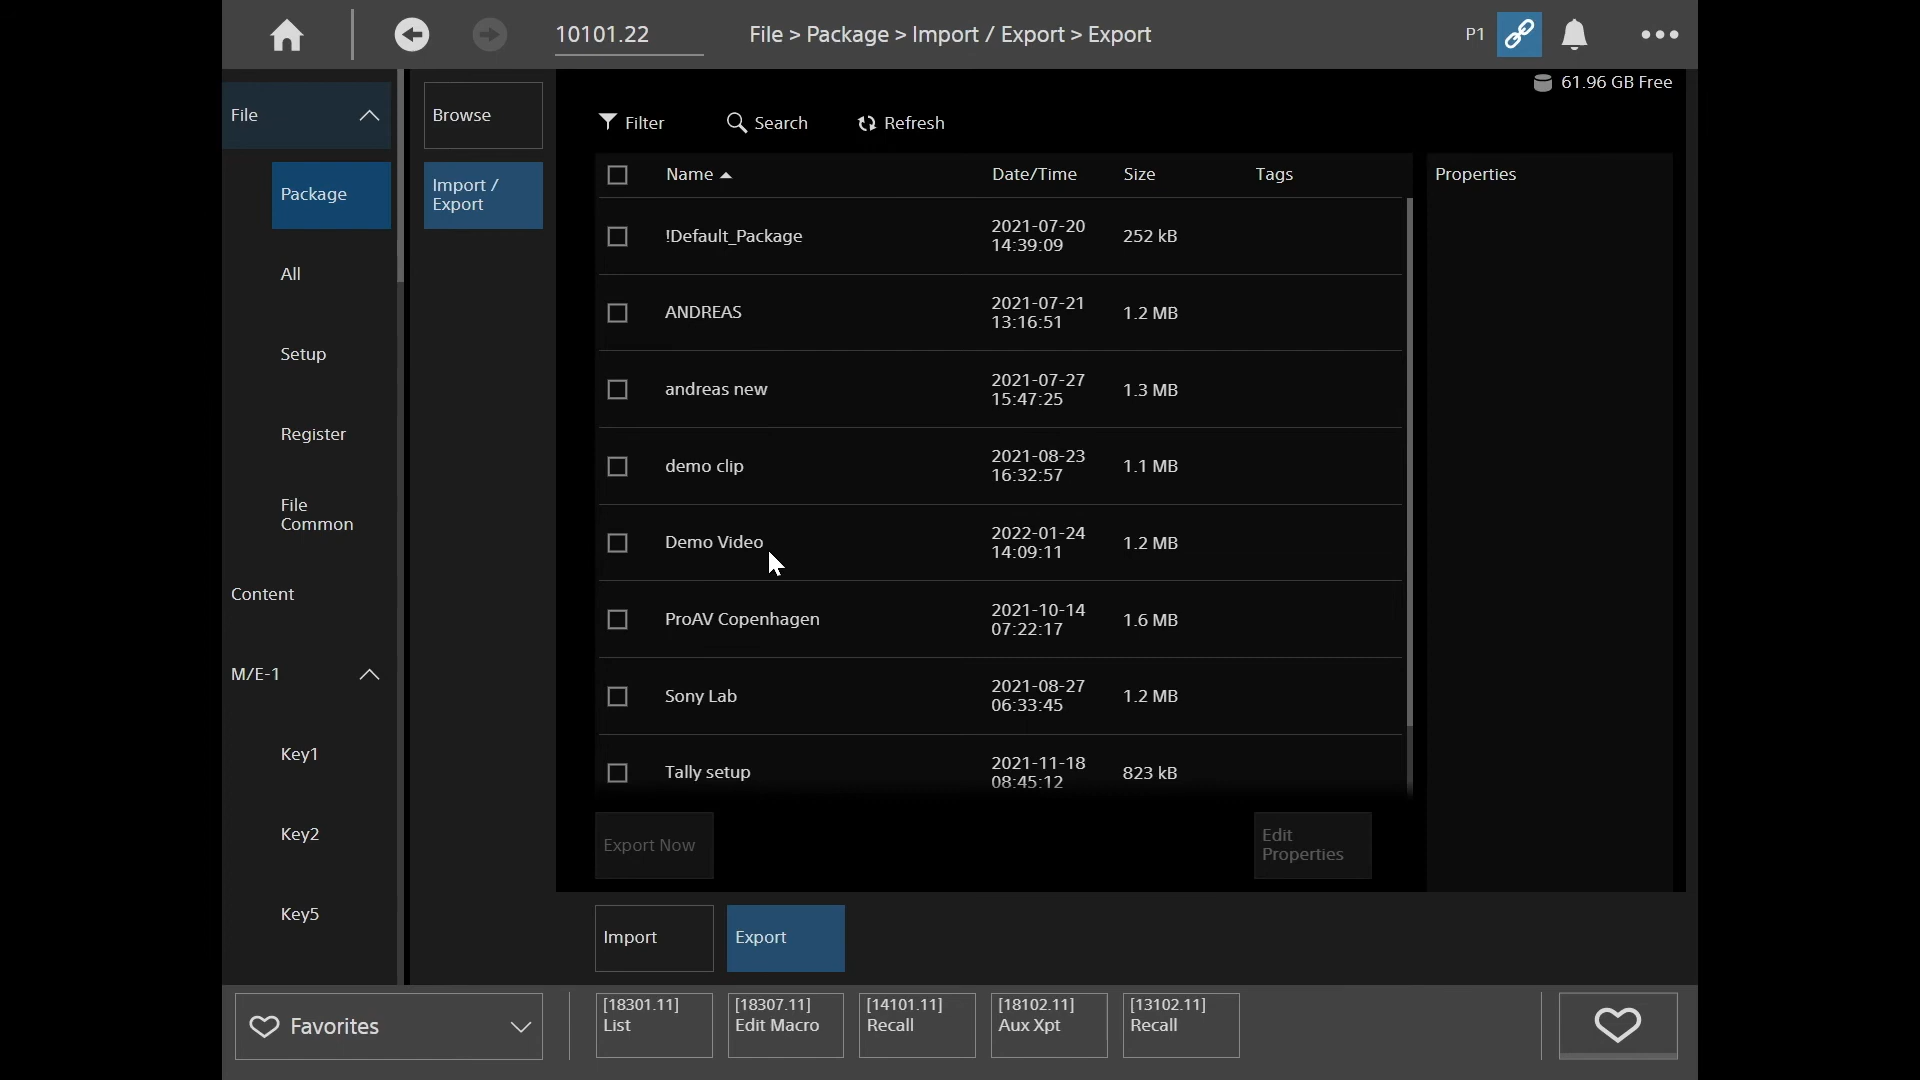 10101.22
File > Package > Import / Export > Export
P1
61.96 GB Free
File
Package
All
Setup
Register
File
Common
Content
M/E-1
Key1
Key2
Key5
Browse
Import /
Export
Filter
Search
Refresh
Name
Date/Time
Size
Tags
Properties
!Default_Package
2021-07-20
14:39:09
252 kB
ANDREAS
2021-07-21
13:16:51
1.2 MB
andreas new
2021-07-27
15:47:25
1.3 MB
demo clip
2021-08-23
16:32:57
1.1 MB
Demo Video
2022-01-24
14:09:11
1.2 MB
ProAV Copenhagen
2021-10-14
07:22:17
1.6 MB
Sony Lab
2021-08-27
06:33:45
1.2 MB
Tally setup
2021-11-18
08:45:12
823 kB
Export Now
Edit
Properties
Import
Export
Favorites
[18301.11]
List
[18307.11]
Edit Macro
[14101.11]
Recall
[18102.11]
Aux Xpt
[13102.11]
Recall